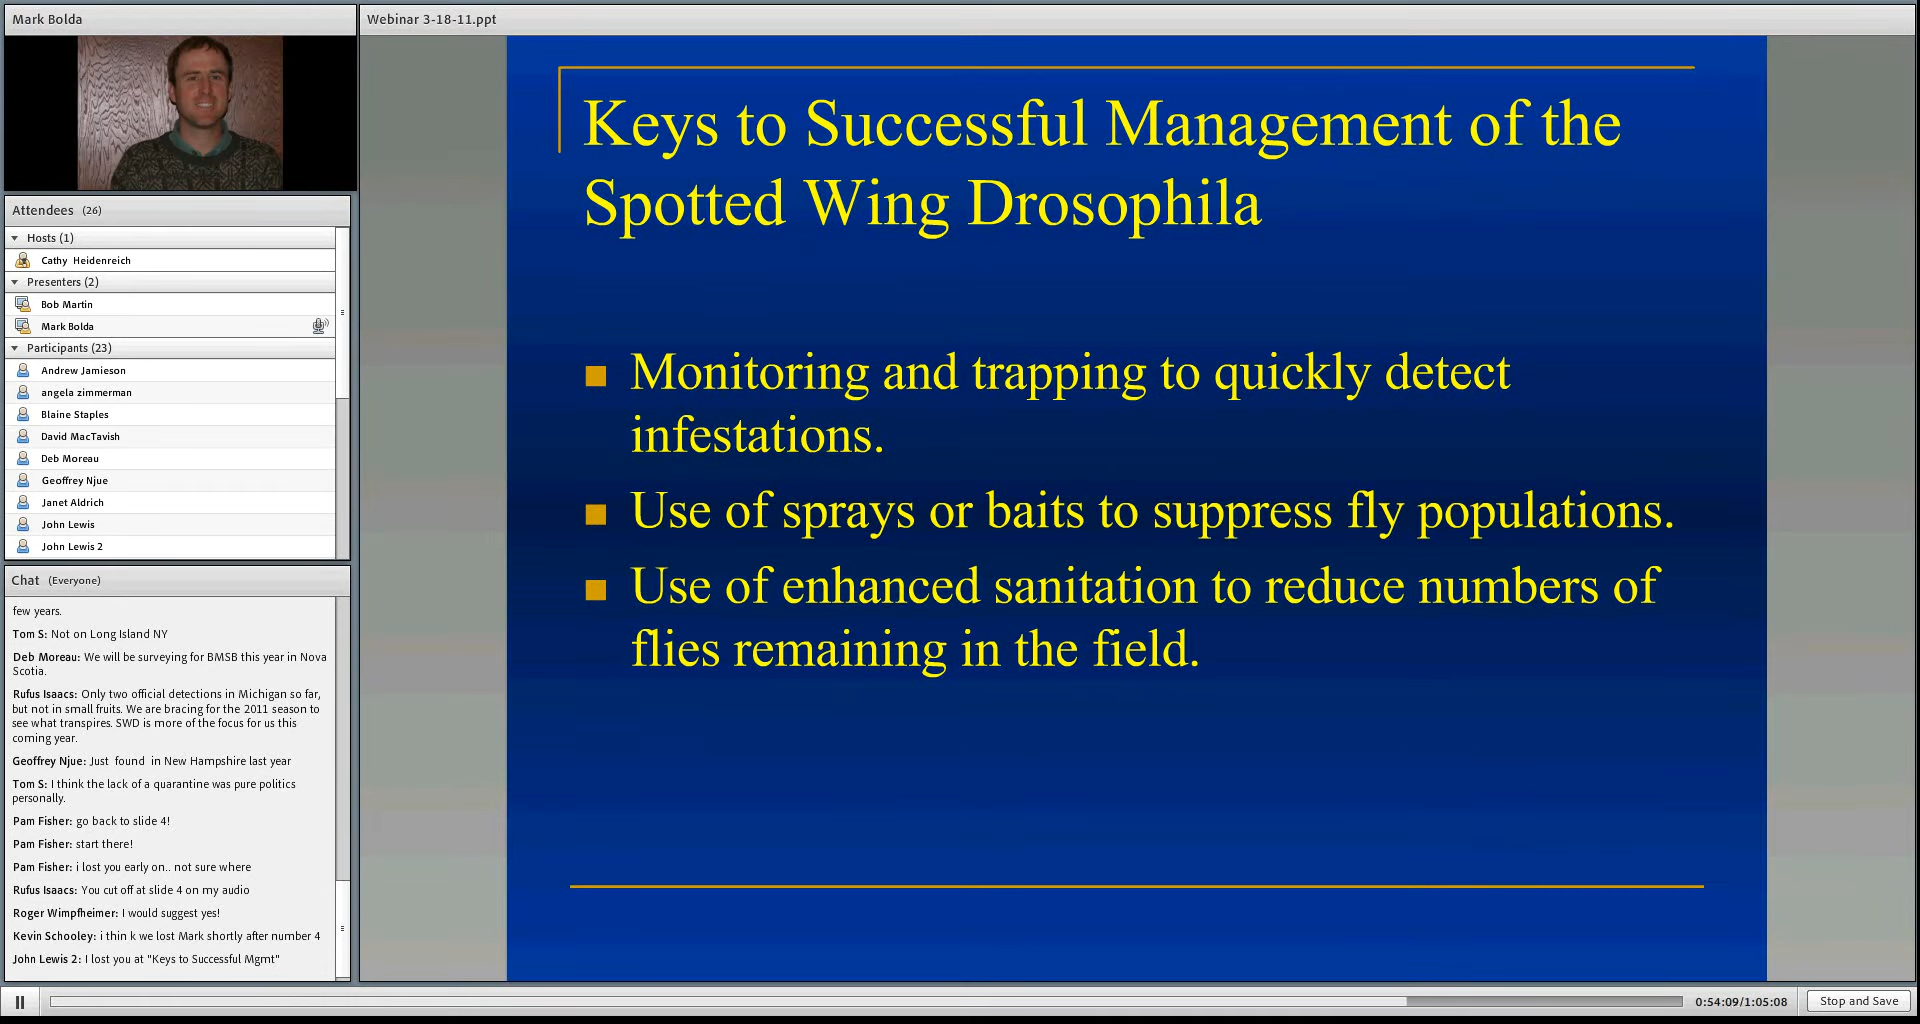 Mark Bolda
Webinar 3-18-11.ppt
Attendees (26)
Hosts (1)
Cathy Heidenreich
Presenters (2)
Bob Martin
Mark Bolda
Participants (23)
Andrew Jamieson
angela zimmerman
Blaine Staples
David MacTavish
Deb Moreau
Geoffrey Njue
Janet Aldrich
John Lewis
John Lewis 2
Chat (Everyone)
few years.
Tom S: Not on Long Island NY
Deb Moreau: We will be surveying for BMSB this year in Nova
Scotia.
Rufus Isaacs: Only two official detections in Michigan so far,
but not in small fruits. We are bracing for the 2011 season to
see what transpires. SWD is more of the focus for us this
coming year.
Geoffrey Njue: Just found in New Hampshire last year
Tom S: I think the lack of a quarantine was pure politics
personally.
Pam Fisher: go back to slide 4!
Pam Fisher: start there!
Pam Fisher: i lost you early on.. not sure where
Rufus Isaacs: You cut off at slide 4 on my audio
Roger Wimpfheimer: I would suggest yes!
Kevin Schooley: i thin k we lost Mark shortly after number 4
John Lewis 2: I lost you at "Keys to Successful Mgmt"
Keys to Successful Management of the
Spotted Wing Drosophila
Monitoring and trapping to quickly detect
infestations.
Use of sprays or baits to suppress fly populations.
Use of enhanced sanitation to reduce numbers of
flies remaining in the field.
0:54:09/1:05:08
Stop and Save